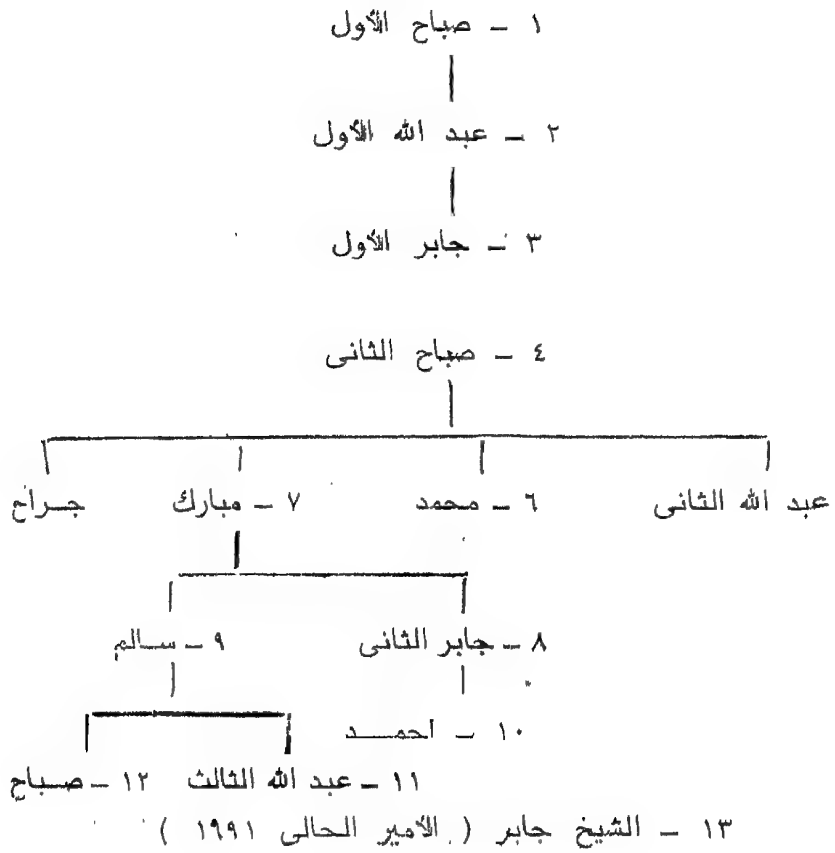 ١ – صباح الأول
٢ – عبد الله الأول
٣ – جابر الأول
٤ – صباح الثانى
عبد الله الثانى ٦ – محمد ٧ – مبارك جراح
٨ – جابر الثانى ٩ – سالم
١٠ – احمد
١١ – عبد الله الثالث ١٢ – صباح
١٣ – الشيخ جابر ( الأمير الحالى ١٩٩١ )